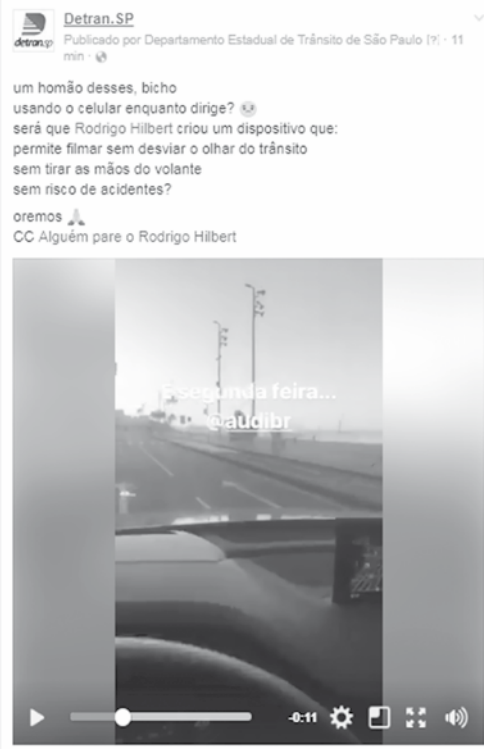 Detran.SP
detran.sp
Publicado por Departamento Estadual de Trânsito de São Paulo [?] · 11
min ·
um homão desses, bicho
usando o celular enquanto dirige?
será que Rodrigo Hilbert criou um dispositivo que:
permite filmar sem desviar o olhar do trânsito
sem tirar as mãos do volante
sem risco de acidentes?
oremos
CC Alguém pare o Rodrigo Hilbert
É segunda feira...
@audibr
-0:11